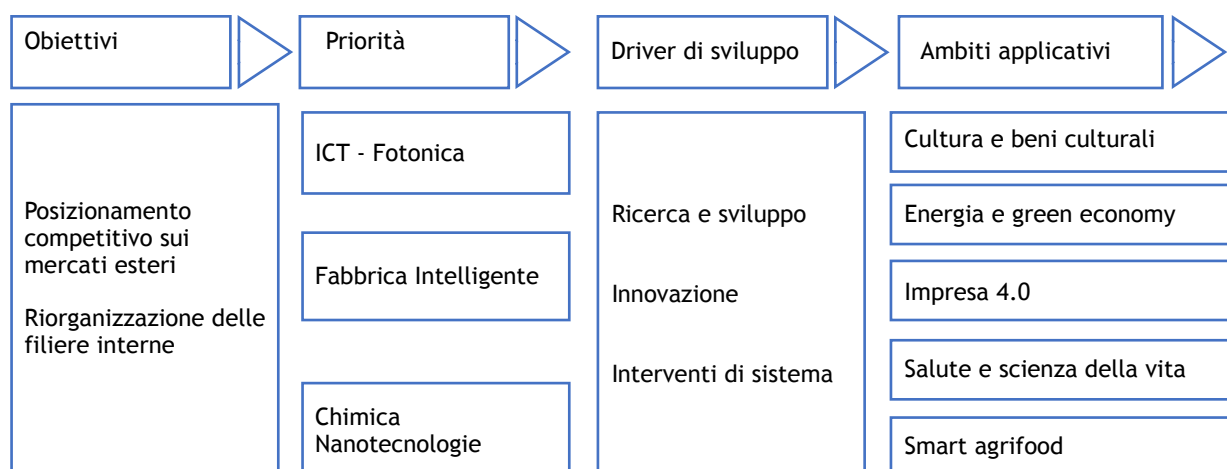 Obiettivi
Priorità
Driver di sviluppo
Ambiti applicativi
Posizionamento
competitivo sui
mercati esteri
Riorganizzazione delle
filiere interne
ICT - Fotonica
Fabbrica Intelligente
Chimica
Nanotecnologie
Ricerca e sviluppo
Innovazione
Interventi di sistema
Cultura e beni culturali
Energia e green economy
Impresa 4.0
Salute e scienza della vita
Smart agrifood